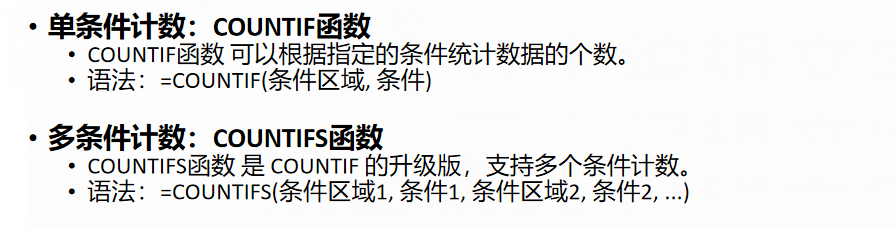 • 单条件计数：COUNTIF函数
• COUNTIF函数 可以根据指定的条件统计数据的个数。
• 语法：=COUNTIF(条件区域, 条件)
• 多条件计数：COUNTIFS函数
• COUNTIFS函数 是 COUNTIF 的升级版，支持多个条件计数。
• 语法：=COUNTIFS(条件区域1, 条件1, 条件区域2, 条件2, ...)